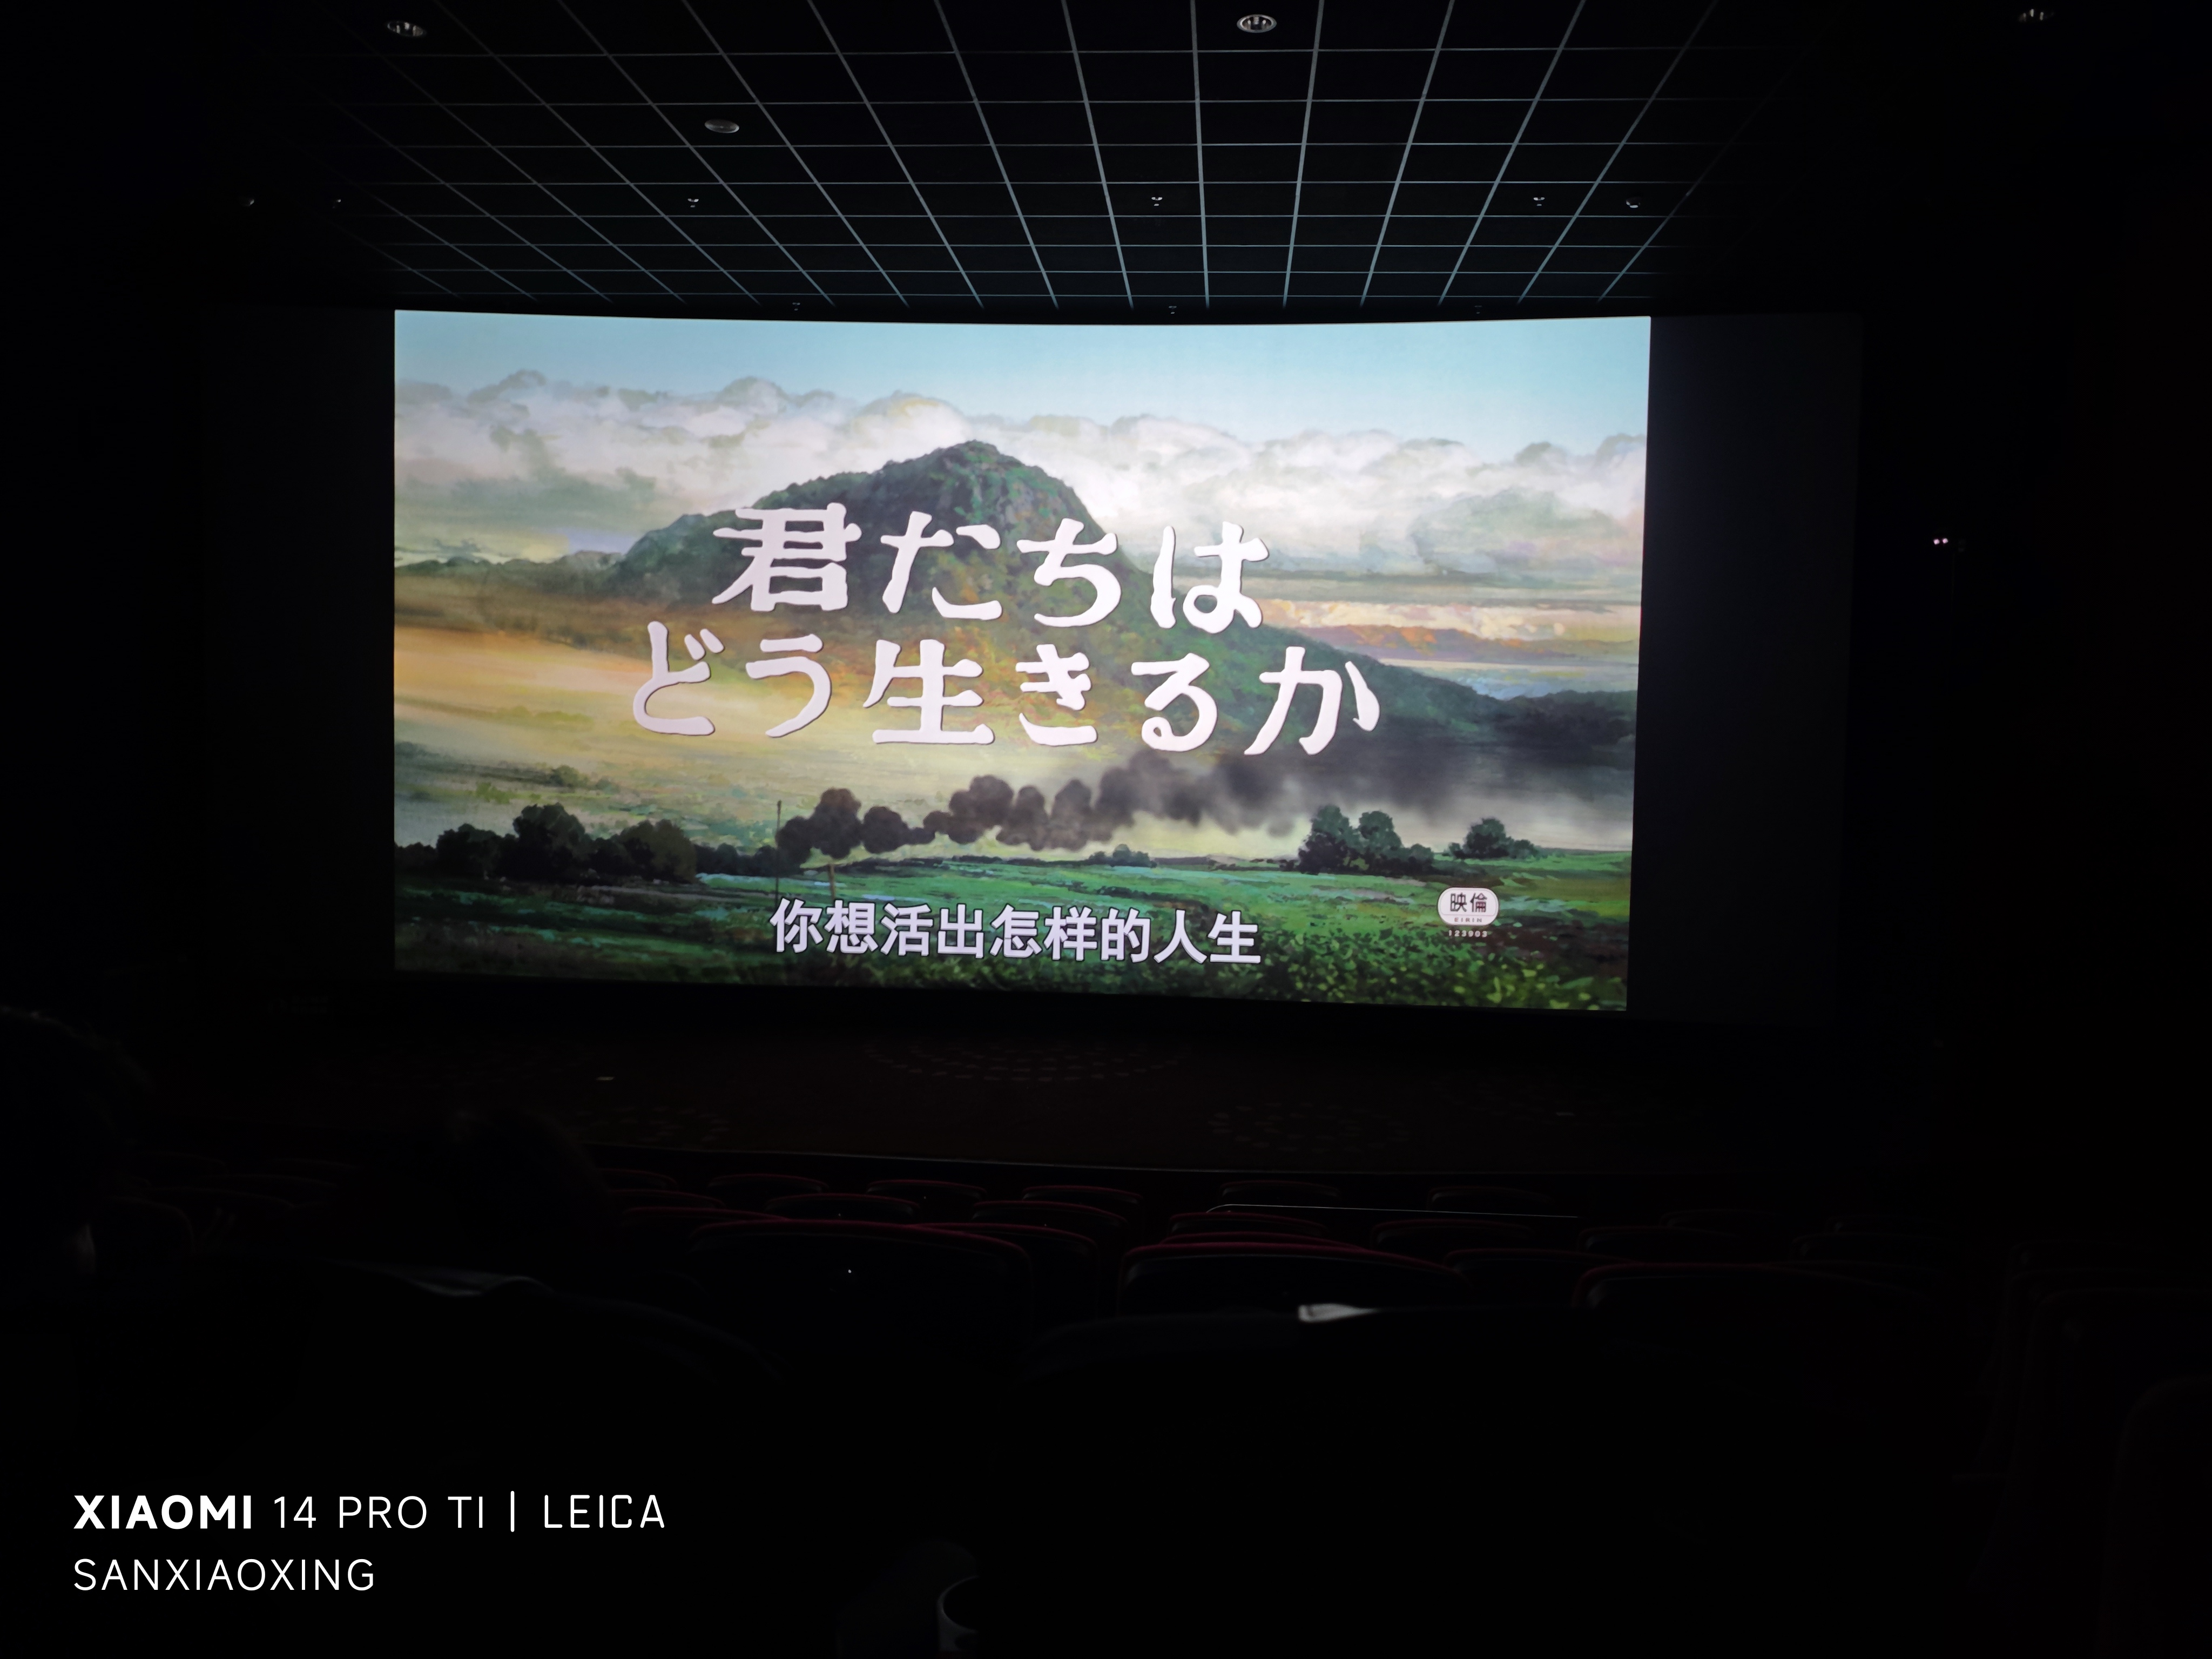 君たちは
どう生きるか
映倫
EIRIN
123903
你想活出怎样的人生
XIAOMI 14 PRO TI | LEICA
SANXIAOXING